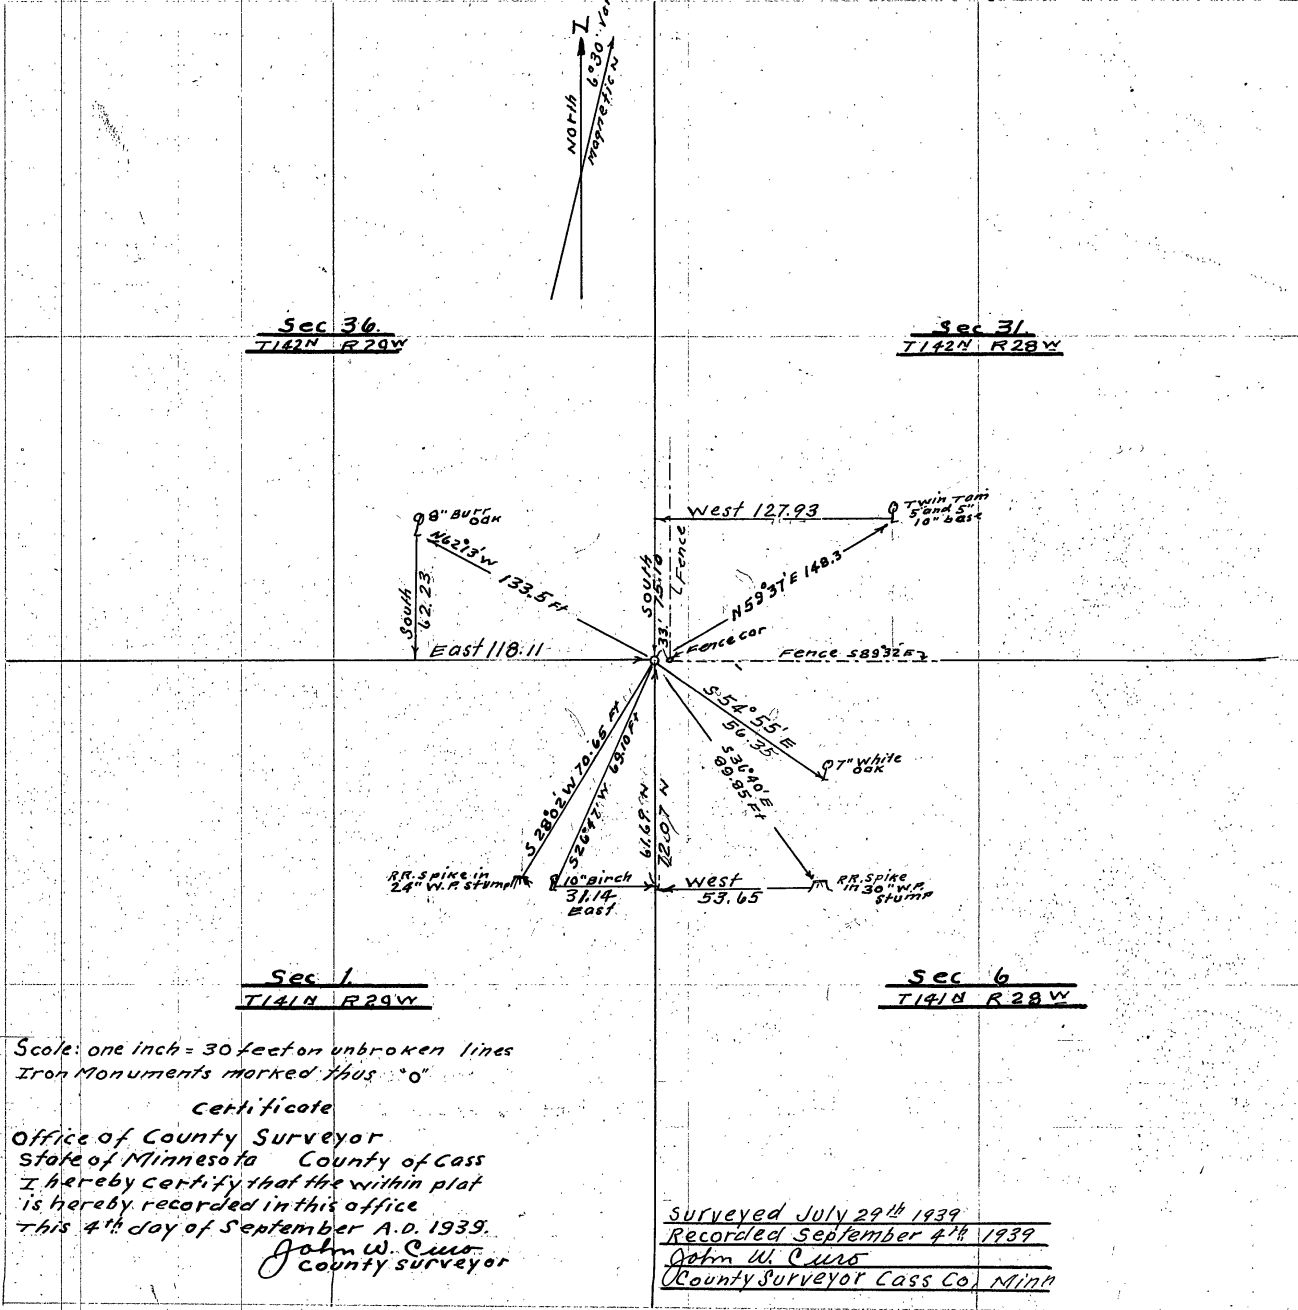 North
N
Magnetic N
6°30' Var
Sec 36.
T142N R29W
Sec 31.
T142N R28W
8" Burr
oak
N62°13'W 133.5 Ft
South
62.23
East 118.11
West 127.93
Twin Tam
5" and 5"
10" base
South
75.10
Fence
33'
N59°37'E 148.3
Fence cor
Fence S89°32'E
S 28°02' W 70.65 Ft
S26°47' W 69.10 Ft
61.69 N
72.07 N
S 54° 55' E
56.35
7" White
oak
S36°40'E
89.85 Ft
RR. Spike in
24" W.P. stump
10" Birch
31.14
East
West
53.65
RR. Spike
in 30" W.P.
stump
Sec 1.
T141N R29W
Sec 6
T141N R28W
Scale: one inch = 30 feet on unbroken lines
Iron Monuments marked thus "o"
Certificate
Office of County Surveyor
State of Minnesota County of Cass
I hereby certify that the within plat
is hereby recorded in this office
This 4th day of September A.D. 1939.
John W. Curo
County Surveyor
Surveyed July 29th 1939
Recorded September 4th 1939
John W. Curo
County Surveyor Cass Co, Minn